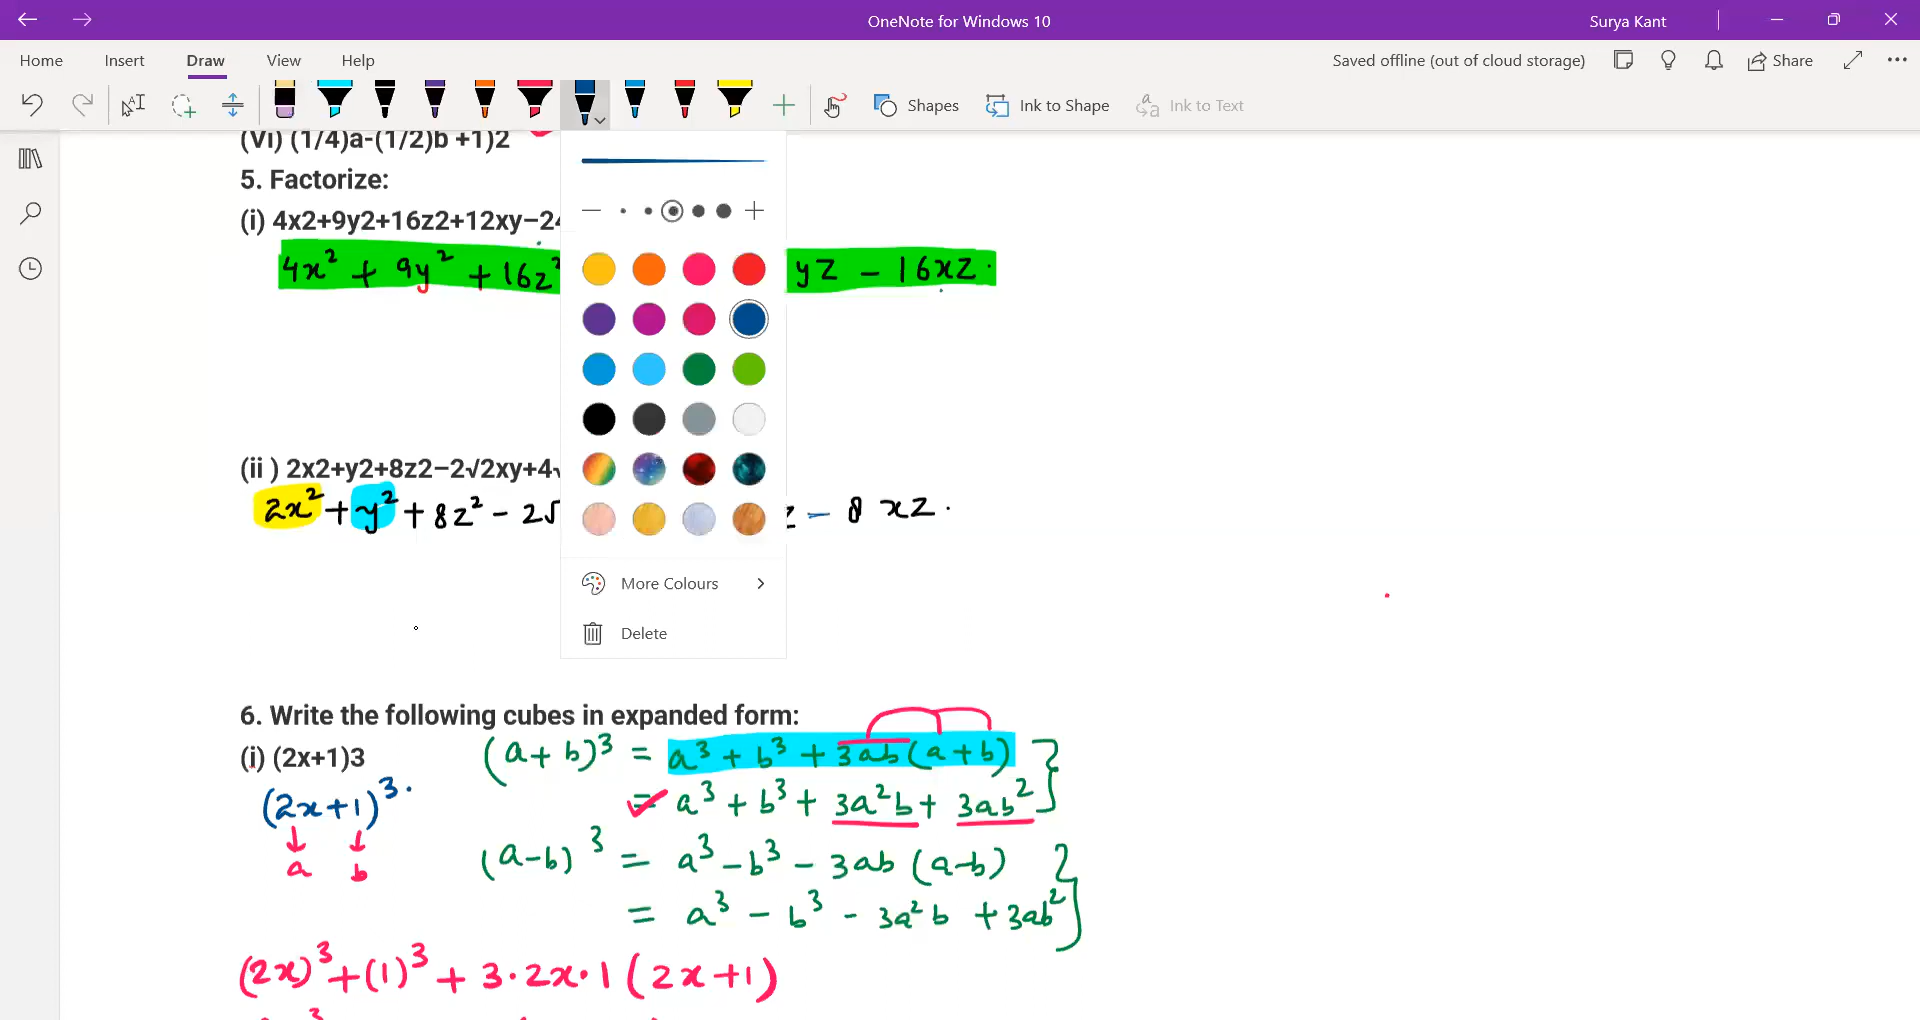 OneNote for Windows 10
Surya Kant
Home Insert Draw View Help
Saved offline (out of cloud storage) Share
Shapes Ink to Shape Ink to Text
(Vi) (1/4)a-(1/2)b +1)2
5. Factorize:
(i) 4x2+9y2+16z2+12xy−2
4x² + 9y² + 16z² yz - 16xz.
(ii ) 2x2+y2+8z2−2√2xy+4
2x² + y² + 8z² - 2√ z - 8 xz.
More Colours
Delete
6. Write the following cubes in expanded form:
(i) (2x+1)3
(a+b)³ = a³ + b³ + 3ab(a+b)
(2x+1)³.
= a³ + b³ + 3a²b + 3ab²
a b
(a-b)³ = a³ - b³ - 3ab (a-b)
= a³ - b³ - 3a²b + 3ab²
(2x)³ + (1)³ + 3·2x·1 (2x+1)